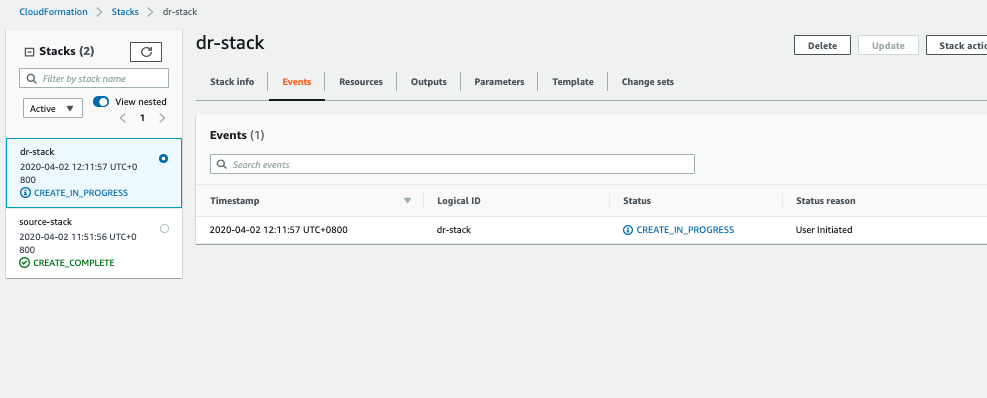 CloudFormation > Stacks > dr-stack
Stacks (2)
Filter by stack name
Active
View nested
1
dr-stack
2020-04-02 12:11:57 UTC+0
800
CREATE_IN_PROGRESS
source-stack
2020-04-02 11:51:56 UTC+0
800
CREATE_COMPLETE
dr-stack
Delete Update Stack actio
Stack info Events Resources Outputs Parameters Template Change sets
Events (1)
Search events
Timestamp Logical ID Status Status reason
2020-04-02 12:11:57 UTC+0800 dr-stack CREATE_IN_PROGRESS User Initiated